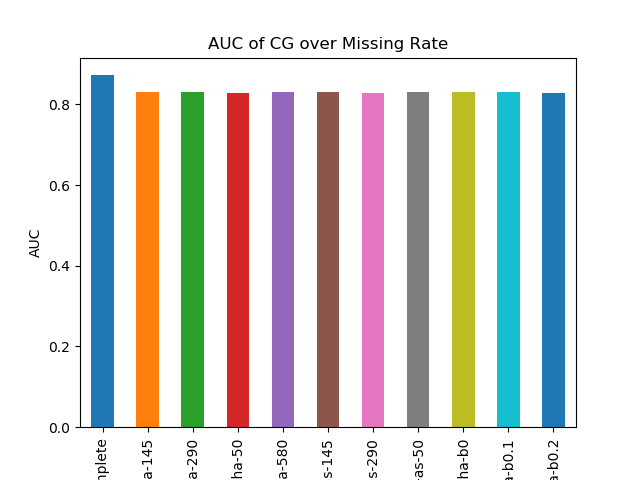 AUC of CG over Missing Rate
AUC
0.8
0.6
0.4
0.2
0.0
mplete
a-145
a-290
ha-50
a-580
s-145
s-290
-as-50
ha-b0
a-b0.1
a-b0.2